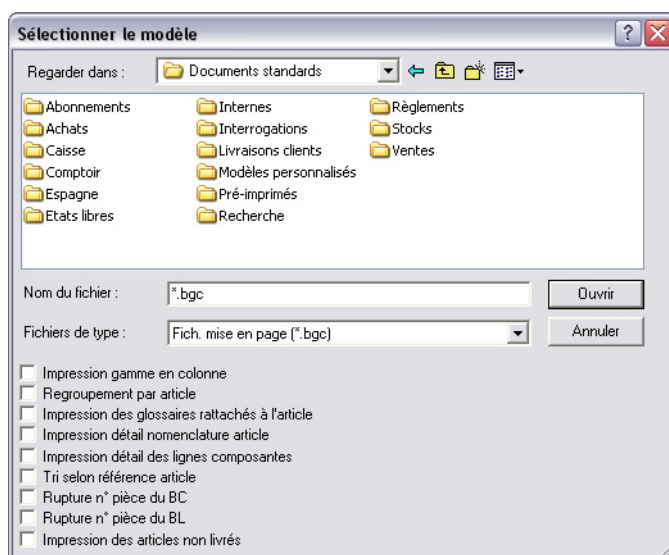 Sélectionner le modèle
Regarder dans :
Documents standards
Abonnements
Achats
Caisse
Comptoir
Espagne
Etats libres
Internes
Interrogations
Livraisons clients
Modèles personnalisés
Pré-imprimés
Recherche
Règlements
Stocks
Ventes
Nom du fichier :
*.bgc
Ouvrir
Fichiers de type :
Fich. mise en page (*.bgc)
Annuler
Impression gamme en colonne
Regroupement par article
Impression des glossaires rattachés à l'article
Impression détail nomenclature article
Impression détail des lignes composantes
Tri selon référence article
Rupture n° pièce du BC
Rupture n° pièce du BL
Impression des articles non livrés